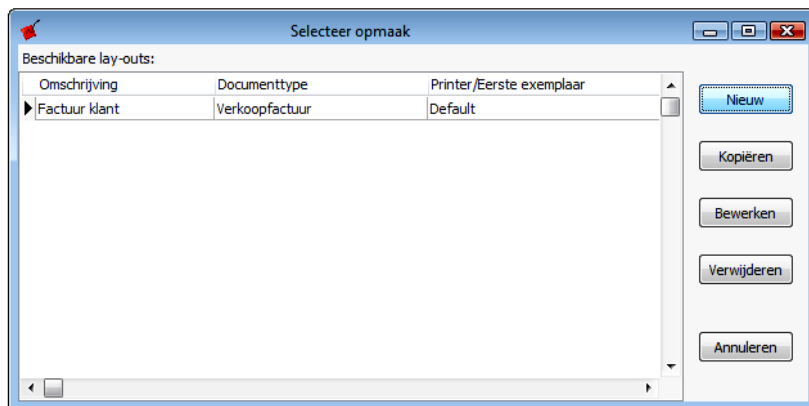 Selecteer opmaak
Beschikbare lay-outs:
Omschrijving Documenttype Printer/Eerste exemplaar
Factuur klant Verkoopfactuur Default
Nieuw
Kopiëren
Bewerken
Verwijderen
Annuleren